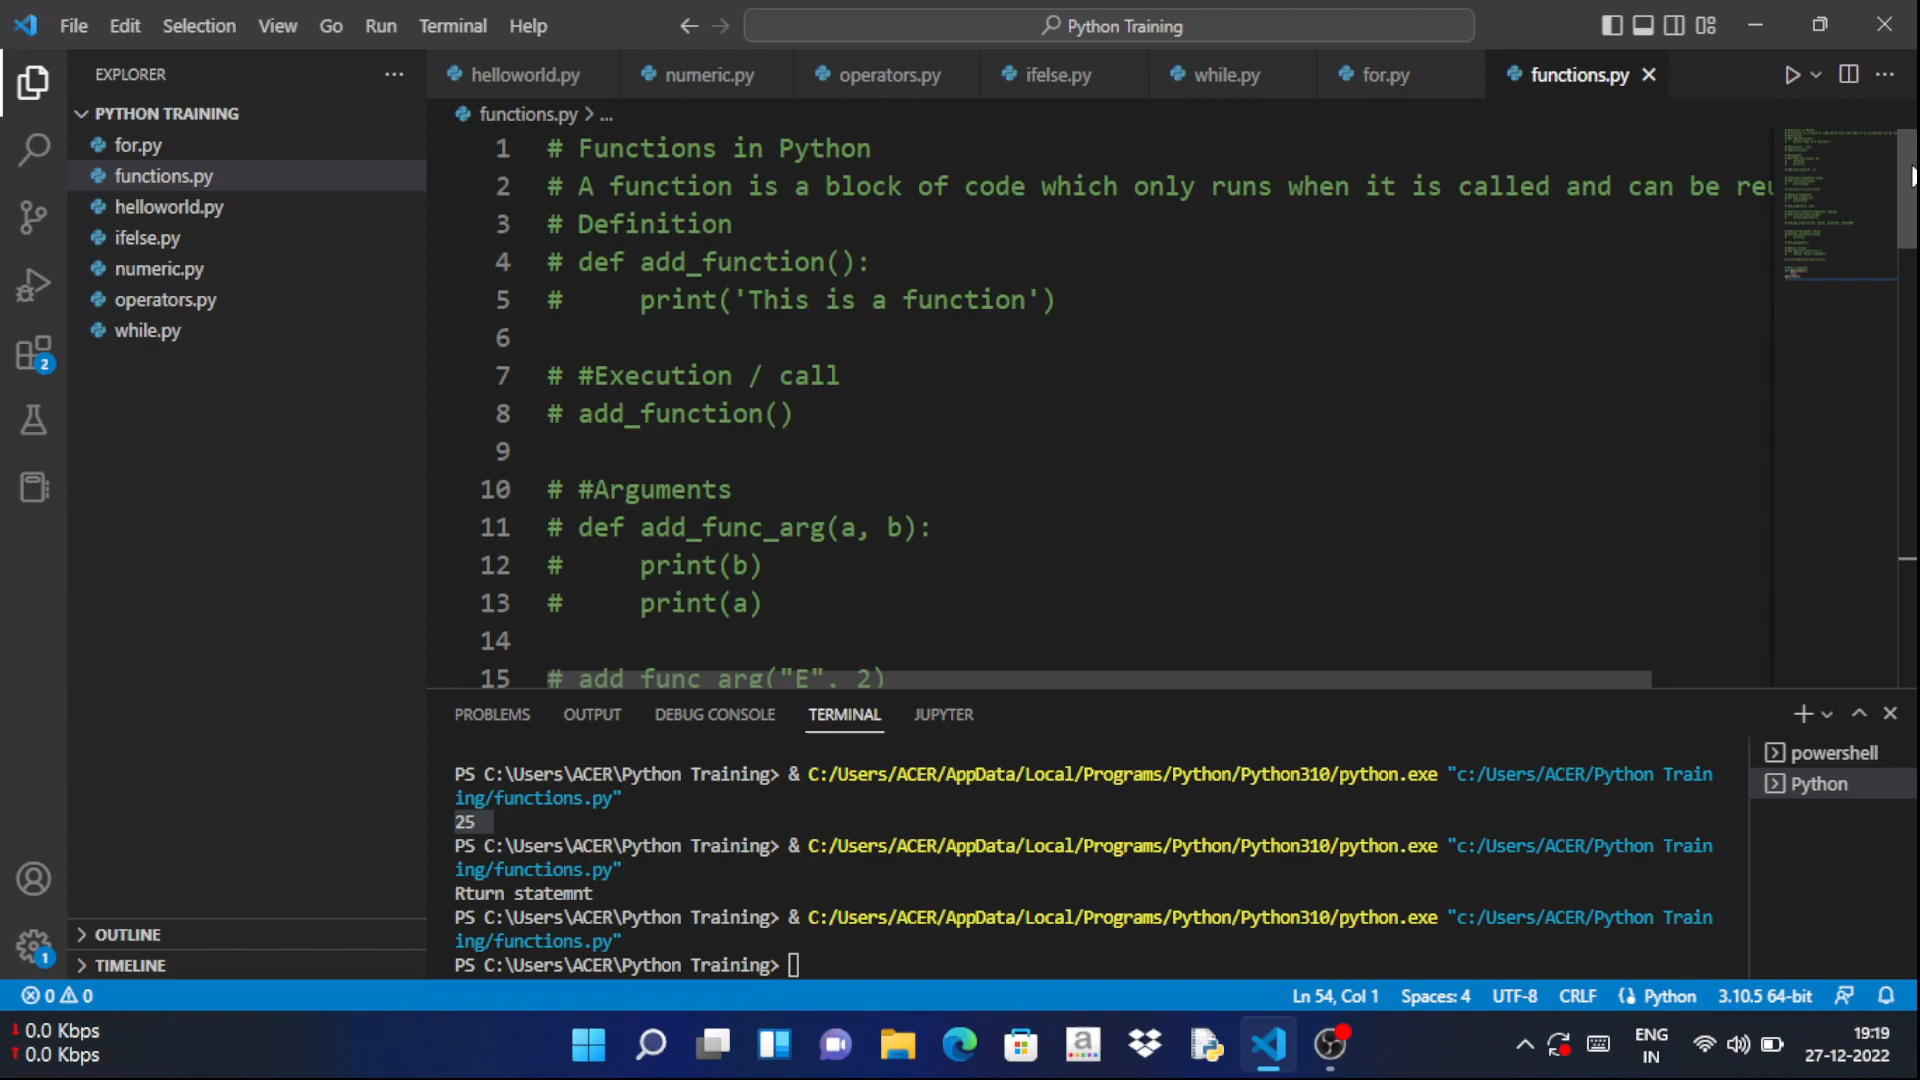 File Edit Selection View Go Run Terminal Help
Python Training
EXPLORER
PYTHON TRAINING
for.py
functions.py
helloworld.py
ifelse.py
numeric.py
operators.py
while.py
OUTLINE
TIMELINE
helloworld.py numeric.py operators.py ifelse.py while.py for.py functions.py
functions.py > ...
1 # Functions in Python
2 # A function is a block of code which only runs when it is called and can be reu
3 # Definition
4 # def add_function():
5 #     print('This is a function')
6
7 # #Execution / call
8 # add_function()
9
10 # #Arguments
11 # def add_func_arg(a, b):
12 #     print(b)
13 #     print(a)
14
15 # add_func_arg("E", 2)
PROBLEMS OUTPUT DEBUG CONSOLE TERMINAL JUPYTER
PS C:\Users\ACER\Python Training> & C:/Users/ACER/AppData/Local/Programs/Python/Python310/python.exe "c:/Users/ACER/Python Train
ing/functions.py"
25
PS C:\Users\ACER\Python Training> & C:/Users/ACER/AppData/Local/Programs/Python/Python310/python.exe "c:/Users/ACER/Python Train
ing/functions.py"
Rturn statemnt
PS C:\Users\ACER\Python Training> & C:/Users/ACER/AppData/Local/Programs/Python/Python310/python.exe "c:/Users/ACER/Python Train
ing/functions.py"
PS C:\Users\ACER\Python Training>
powershell
Python
2
1
0 0
Ln 54, Col 1 Spaces: 4 UTF-8 CRLF Python 3.10.5 64-bit
0.0 Kbps
0.0 Kbps
a
ENG
IN
19:19
27-12-2022